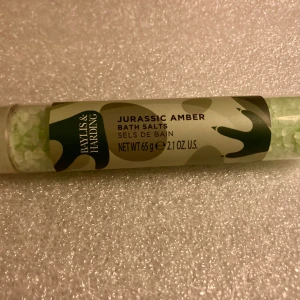 BAYLIS &
HARDING
JURASSIC AMBER
BATH SALTS
SELS DE BAIN
NET WT 65 g ℮ 2.1 OZ. U.S.